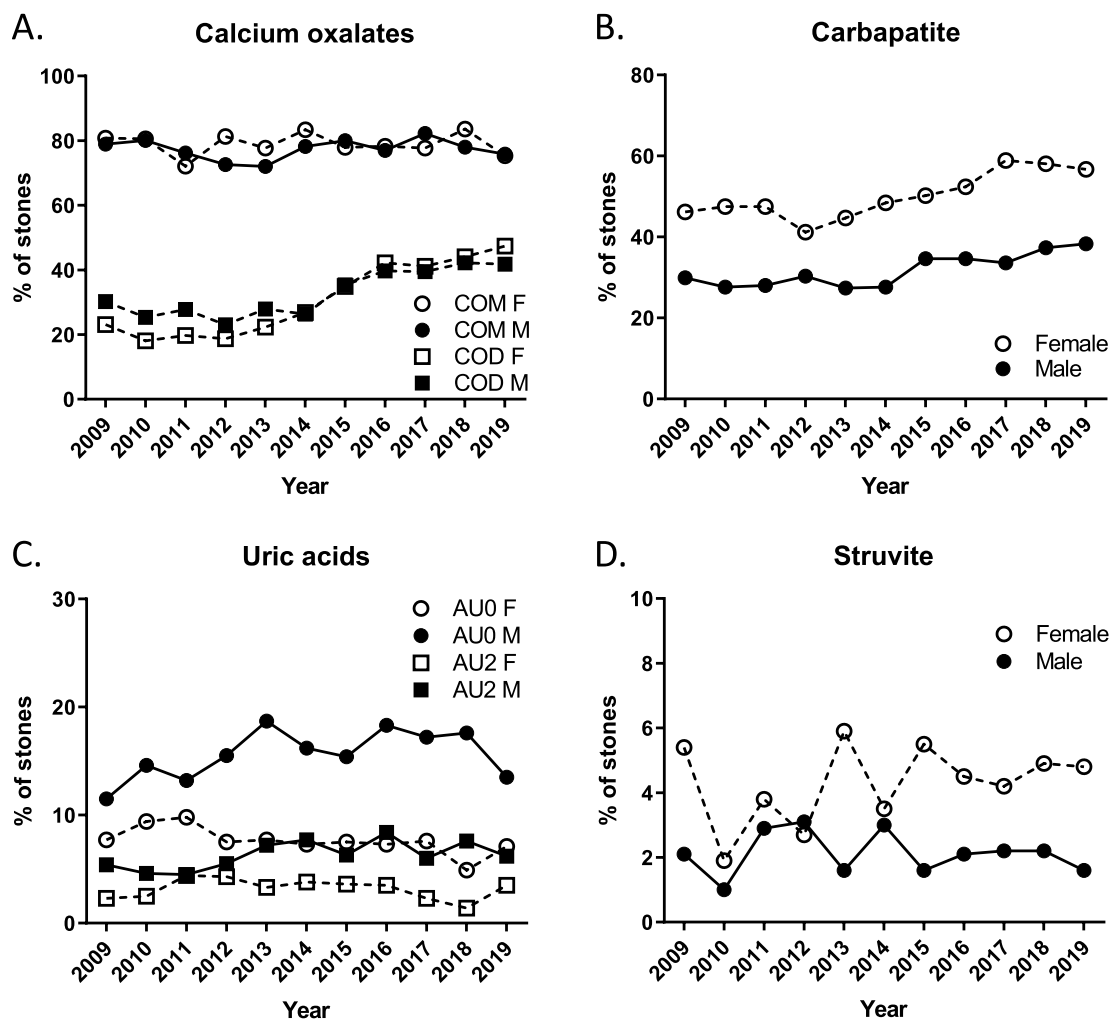 A.
Calcium oxalates
% of stones
100
80
60
40
20
0
COM F
COM M
COD F
COD M
2009
2010
2011
2012
2013
2014
2015
2016
2017
2018
2019
Year
B.
Carbapatite
% of stones
80
60
40
20
0
Female
Male
2009
2010
2011
2012
2013
2014
2015
2016
2017
2018
2019
Year
C.
Uric acids
% of stones
30
20
10
0
AU0 F
AU0 M
AU2 F
AU2 M
2009
2010
2011
2012
2013
2014
2015
2016
2017
2018
2019
Year
D.
Struvite
% of stones
10
8
6
4
2
0
Female
Male
2009
2010
2011
2012
2013
2014
2015
2016
2017
2018
2019
Year